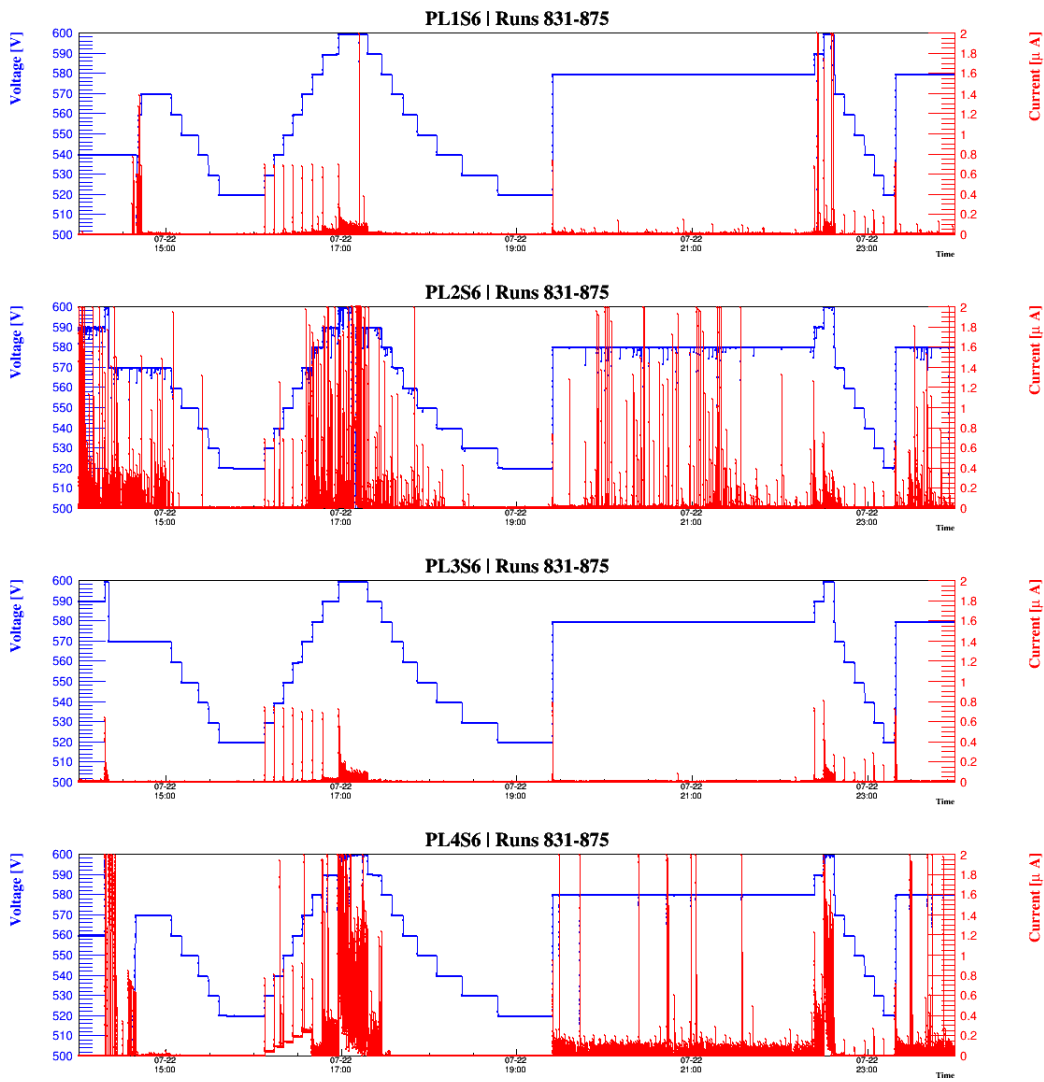 PL1S6 | Runs 831-875
Voltage [V]
Current [μ A]
600 2
590 1.8
580 1.6
570 1.4
560 1.2
550 1
540 0.8
530 0.6
520 0.4
510 0.2
500 0
07-22 07-22 07-22 07-22 07-22
15:00 17:00 19:00 21:00 23:00
Time
PL2S6 | Runs 831-875
Voltage [V]
Current [μ A]
600 2
590 1.8
580 1.6
570 1.4
560 1.2
550 1
540 0.8
530 0.6
520 0.4
510 0.2
500 0
07-22 07-22 07-22 07-22 07-22
15:00 17:00 19:00 21:00 23:00
Time
PL3S6 | Runs 831-875
Voltage [V]
Current [μ A]
600 2
590 1.8
580 1.6
570 1.4
560 1.2
550 1
540 0.8
530 0.6
520 0.4
510 0.2
500 0
07-22 07-22 07-22 07-22 07-22
15:00 17:00 19:00 21:00 23:00
Time
PL4S6 | Runs 831-875
Voltage [V]
Current [μ A]
600 2
590 1.8
580 1.6
570 1.4
560 1.2
550 1
540 0.8
530 0.6
520 0.4
510 0.2
500 0
07-22 07-22 07-22 07-22 07-22
15:00 17:00 19:00 21:00 23:00
Time